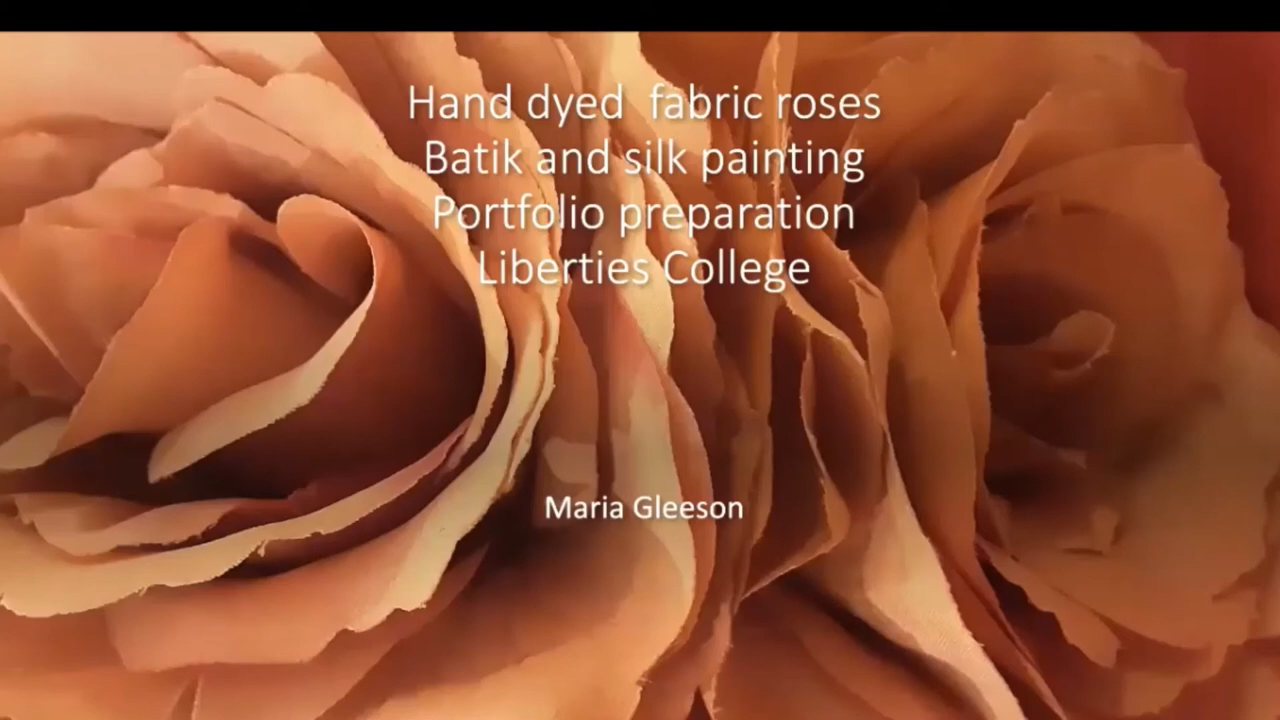 Hand dyed  fabric roses
Batik and silk painting
Portfolio preparation
Liberties College
Maria Gleeson